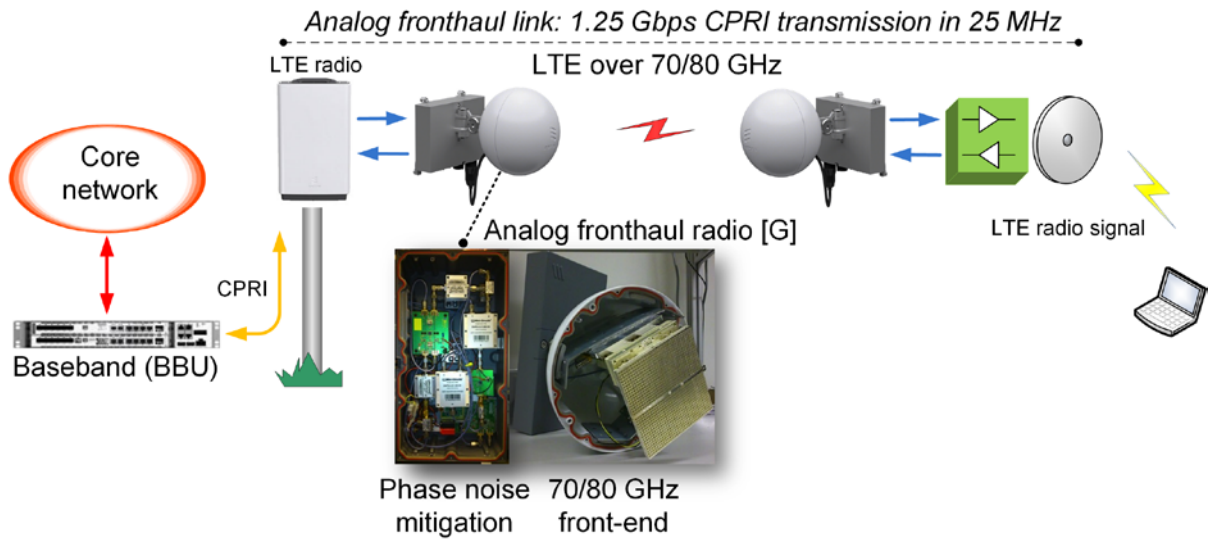 Analog fronthaul link: 1.25 Gbps CPRI transmission in 25 MHz
LTE radio
LTE over 70/80 GHz
Core
network
CPRI
Baseband (BBU)
Analog fronthaul radio [G]
LTE radio signal
Phase noise
mitigation
70/80 GHz
front-end